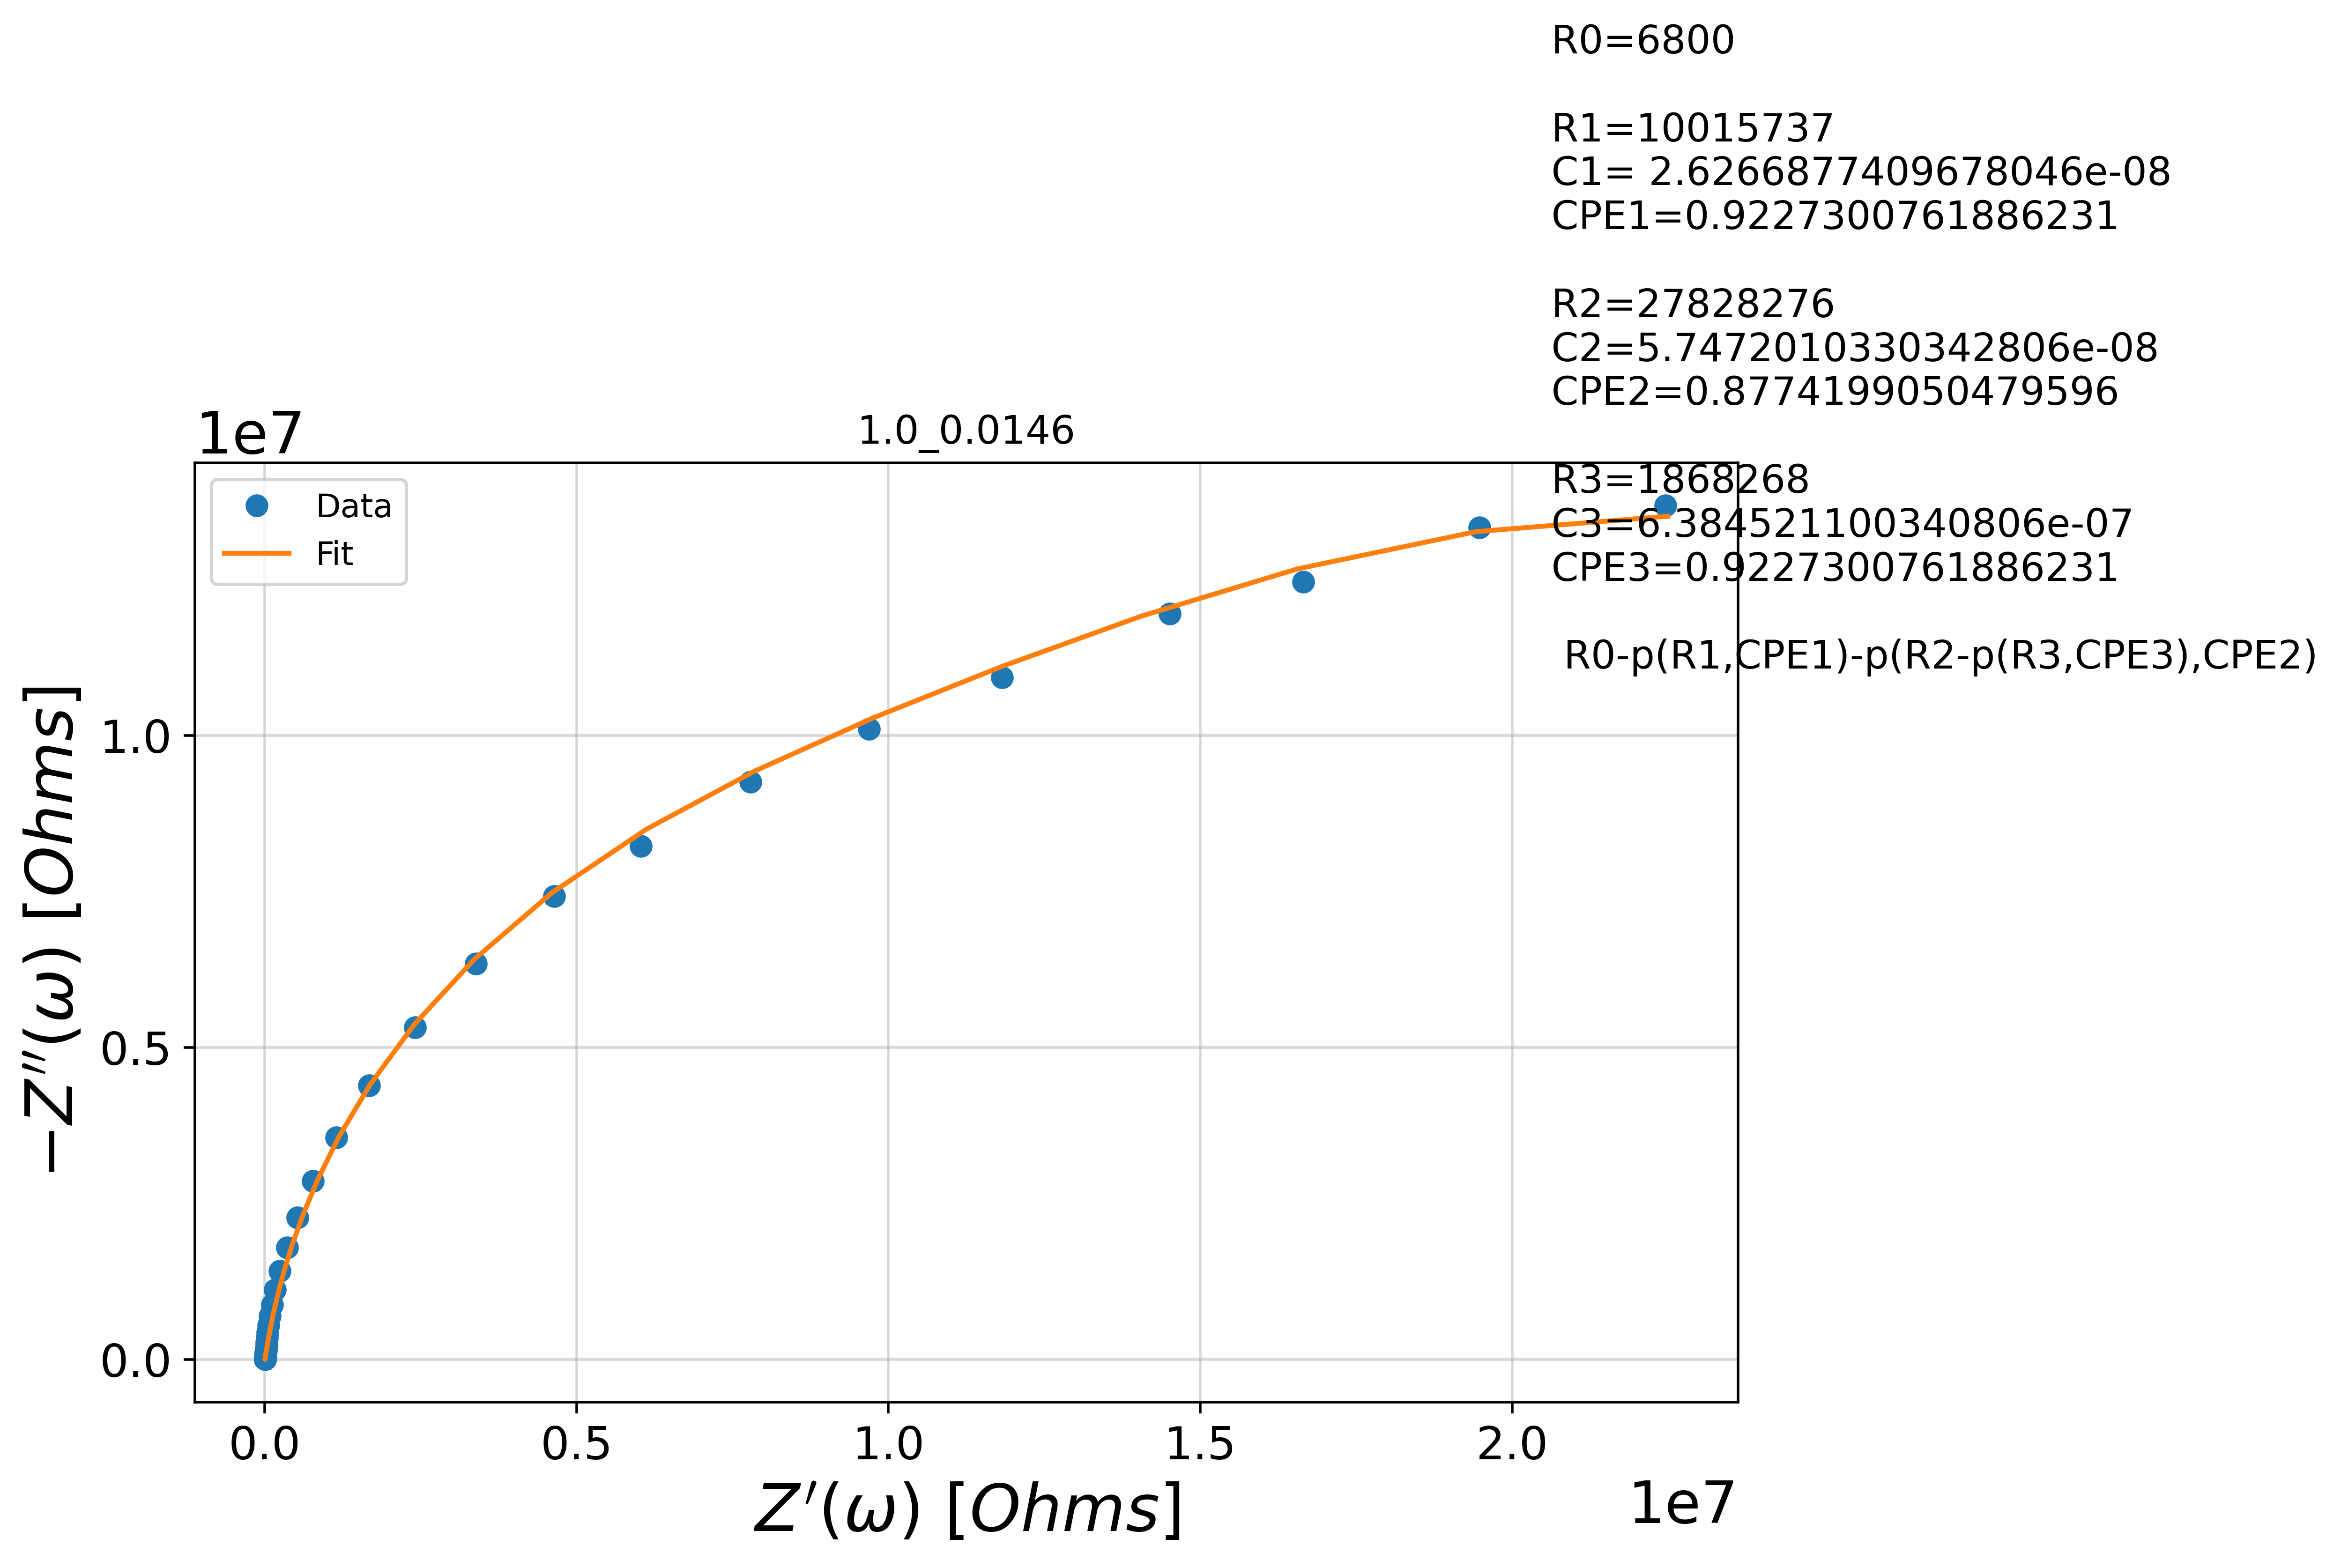 R0=6800
R1=10015737
C1= 2.6266877409678046e-08
CPE1=0.9227300761886231
R2=27828276
C2=5.7472010330342806e-08
CPE2=0.8774199050479596
1e7
1.0_0.0146
R3=1868268
C3=6.384521100340806e-07
CPE3=0.9227300761886231
R0-p(R1,CPE1)-p(R2-p(R3,CPE3),CPE2)
Data
Fit
−Z′′(ω) [Ohms]
1.0
0.5
0.0
0.0
0.5
1.0
1.5
2.0
Z′(ω) [Ohms]
1e7